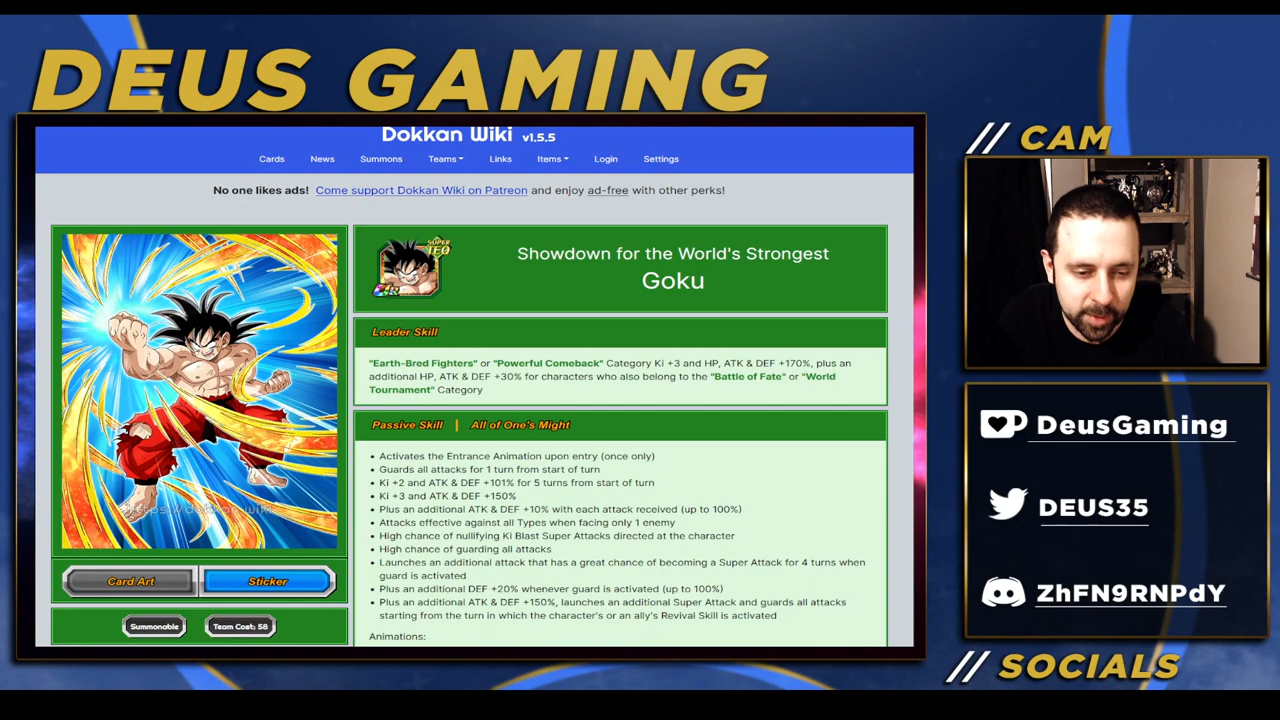 DEUS GAMING
Dokkan Wiki v1.5.5
Cards News Summons Teams Links Items Login Settings
No one likes ads! Come support Dokkan Wiki on Patreon and enjoy ad-free with other perks!
SUPER
TEQ
Showdown for the World's Strongest
Goku
Leader Skill
"Earth-Bred Fighters" or "Powerful Comeback" Category Ki +3 and HP, ATK & DEF +170%, plus an
additional HP, ATK & DEF +30% for characters who also belong to the "Battle of Fate" or "World
Tournament" Category
Passive Skill | All of One's Might
• Activates the Entrance Animation upon entry (once only)
• Guards all attacks for 1 turn from start of turn
• Ki +2 and ATK & DEF +101% for 5 turns from start of turn
• Ki +3 and ATK & DEF +150%
• Plus an additional ATK & DEF +10% with each attack received (up to 100%)
• Attacks effective against all Types when facing only 1 enemy
• High chance of nullifying Ki Blast Super Attacks directed at the character
• High chance of guarding all attacks
• Launches an additional attack that has a great chance of becoming a Super Attack for 4 turns when
guard is activated
• Plus an additional DEF +20% whenever guard is activated (up to 100%)
• Plus an additional ATK & DEF +150%, launches an additional Super Attack and guards all attacks
starting from the turn in which the character's or an ally's Revival Skill is activated
Animations:
https://dokkan.wiki
Card Art Sticker
Summonable Team Cost: 58
// CAM
DeusGaming
DEUS35
ZhFN9RNPdY
// SOCIALS